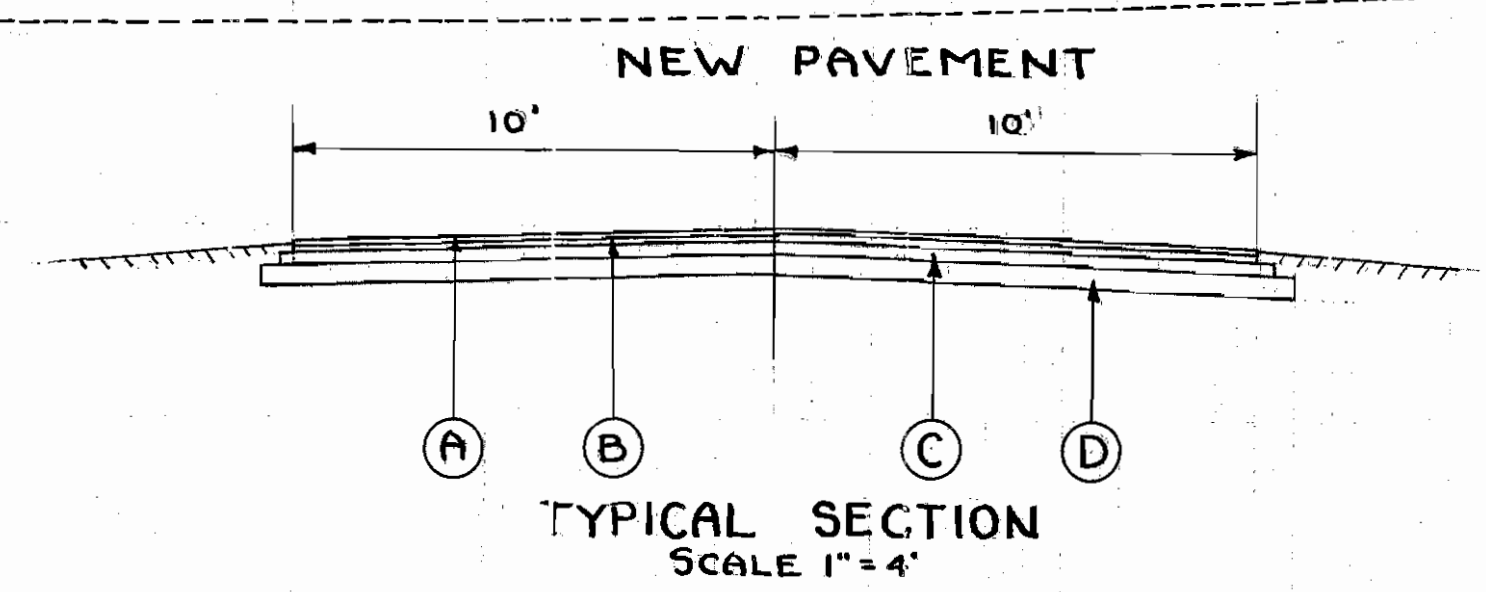 NEW PAVEMENT
10' 10'
A B C D
TYPICAL SECTION
SCALE 1" = 4'